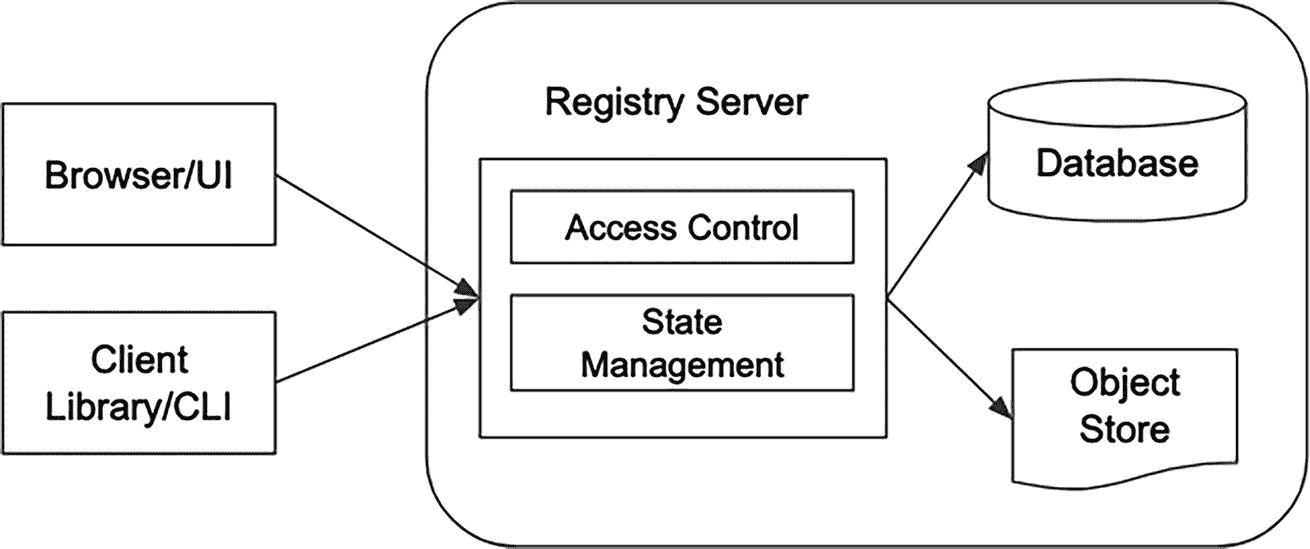 Registry Server
Browser/UI
Client
Library/CLI
Access Control
State
Management
Database
Object
Store